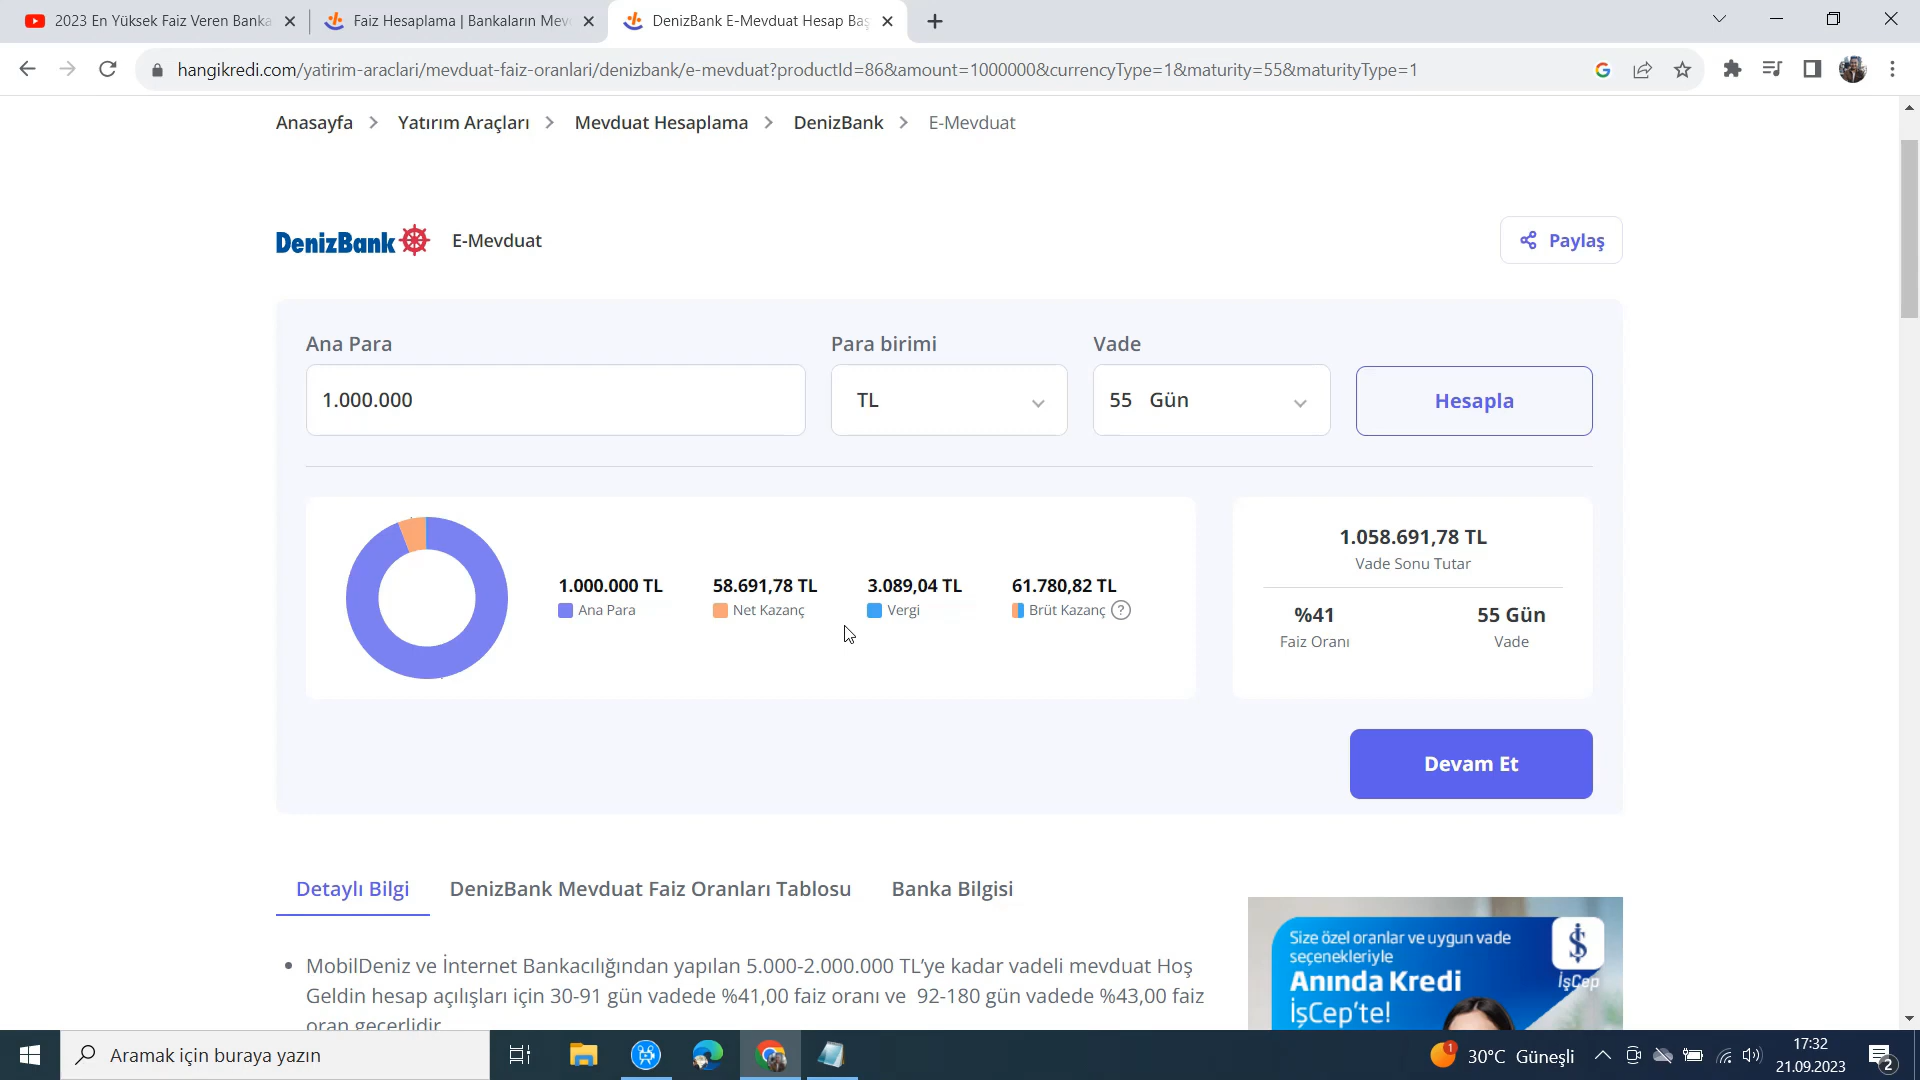 2023 En Yüksek Faiz Veren Banka
Faiz Hesaplama | Bankaların Mev
DenizBank E-Mevduat Hesap Baş
hangikredi.com/yatirim-araclari/mevduat-faiz-oranlari/denizbank/e-mevduat?productId=86&amount=1000000&currencyType=1&maturity=55&maturityType=1
Anasayfa > Yatırım Araçları > Mevduat Hesaplama > DenizBank > E-Mevduat
DenizBank E-Mevduat
Paylaş
Ana Para Para birimi Vade
1.000.000 TL 55 Gün Hesapla
1.058.691,78 TL
Vade Sonu Tutar
1.000.000 TL 58.691,78 TL 3.089,04 TL 61.780,82 TL
Ana Para Net Kazanç Vergi Brüt Kazanç ?
%41 55 Gün
Faiz Oranı Vade
Devam Et
Detaylı Bilgi DenizBank Mevduat Faiz Oranları Tablosu Banka Bilgisi
• MobilDeniz ve İnternet Bankacılığından yapılan 5.000-2.000.000 TL'ye kadar vadeli mevduat Hoş
Geldin hesap açılışları için 30-91 gün vadede %41,00 faiz oranı ve 92-180 gün vadede %43,00 faiz
oran geçerlidir.
Size özel oranlar ve uygun vade
seçenekleriyle
Anında Kredi
İşCep'te!
İşCep
Aramak için buraya yazın
1
30°C Güneşli
17:32
21.09.2023
2